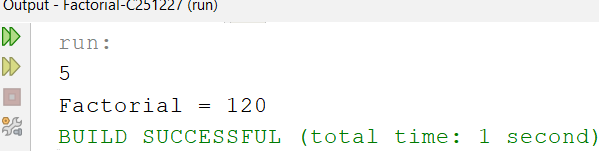 Output - Factorial-C251227 (run)
run:
5
Factorial = 120
BUILD SUCCESSFUL (total time: 1 second)